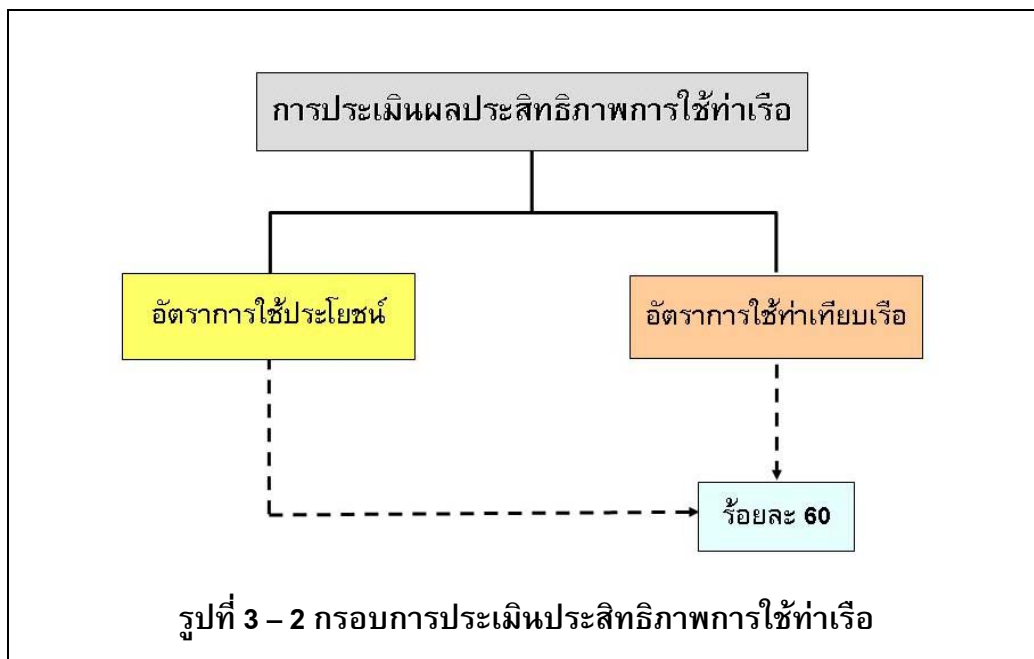 การประเมินผลประสิทธิภาพการใช้ท่าเรือ
อัตราการใช้ประโยชน์
อัตราการใช้ท่าเทียบเรือ
ร้อยละ 60
รูปที่ 3 – 2 กรอบการประเมินประสิทธิภาพการใช้ท่าเรือ